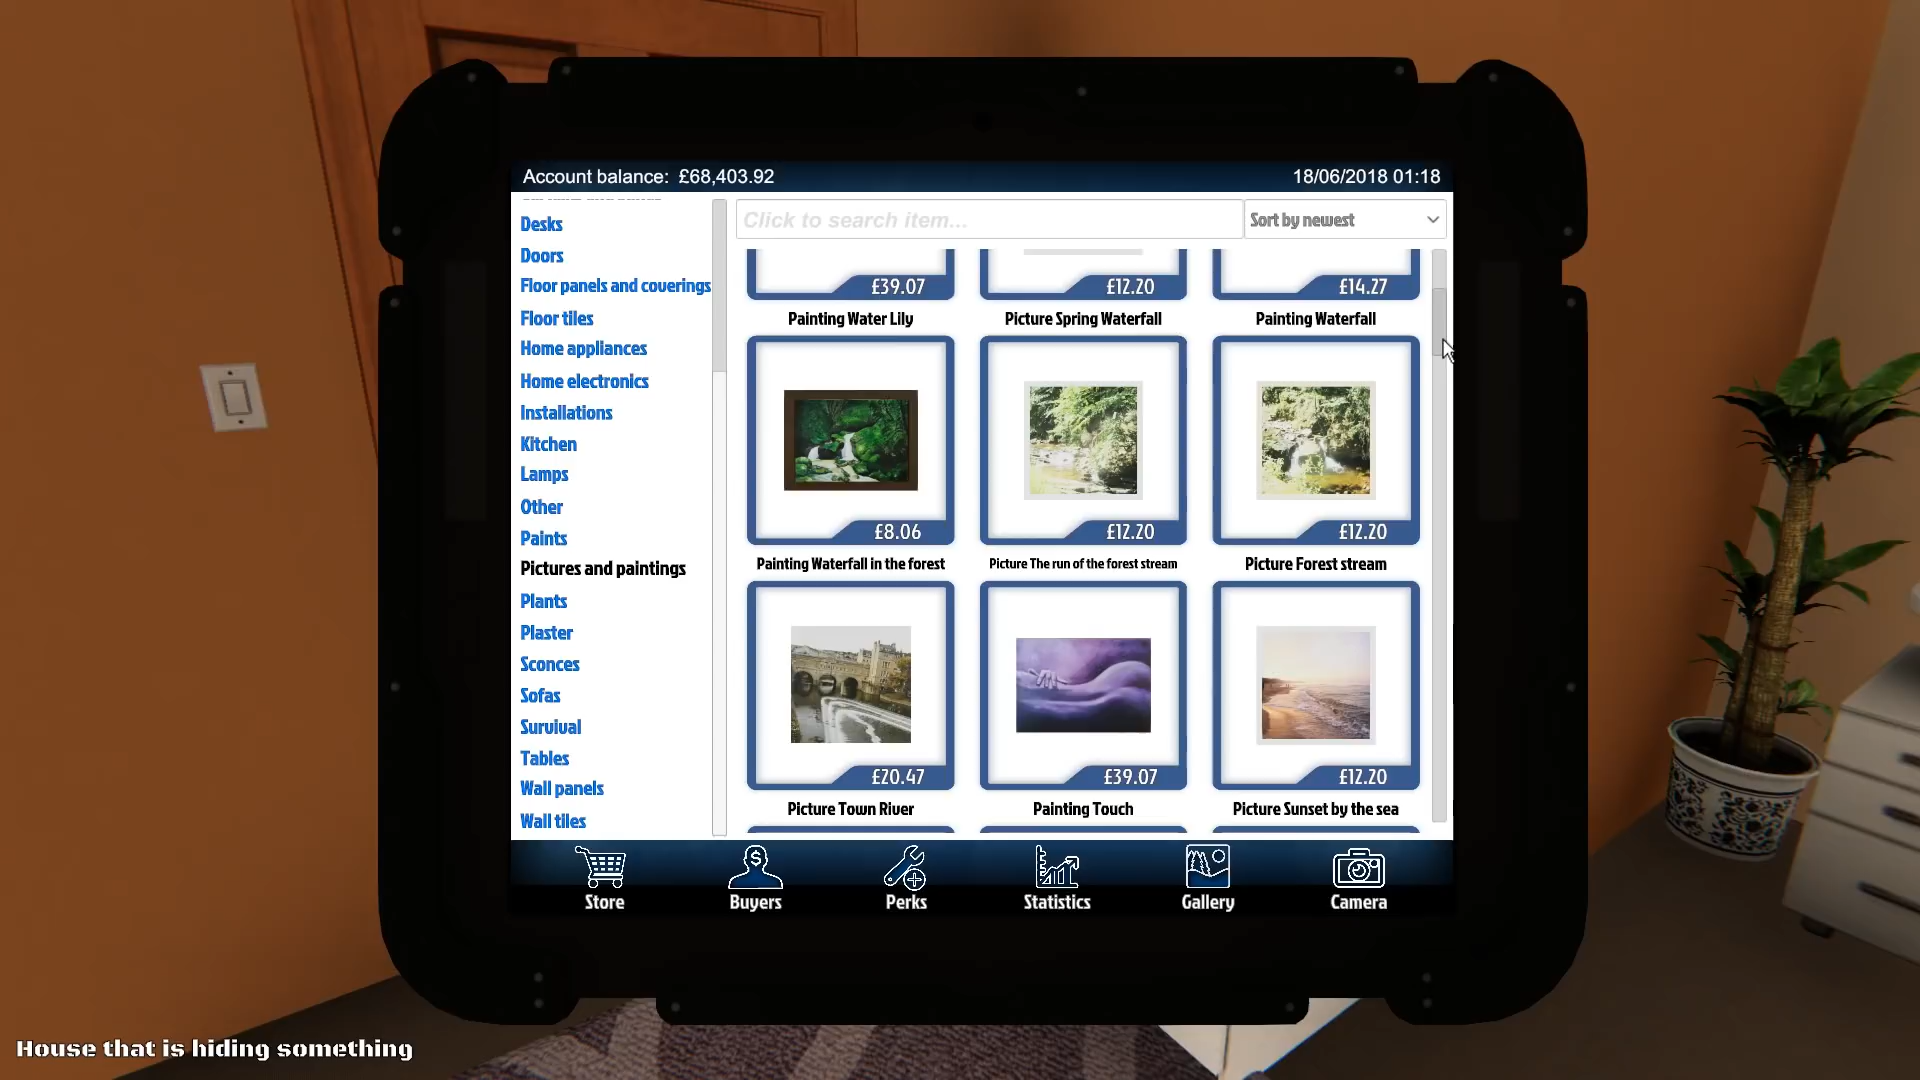 Account balance: £68,403.92
18/06/2018 01:18
Desks
Doors
Floor panels and coverings
Floor tiles
Home appliances
Home electronics
Installations
Kitchen
Lamps
Other
Paints
Pictures and paintings
Plants
Plaster
Sconces
Sofas
Survival
Tables
Wall panels
Wall tiles
Click to search item...
Sort by newest
£39.07
£12.20
£14.27
Painting Water Lily
Picture Spring Waterfall
Painting Waterfall
£8.06
£12.20
£12.20
Painting Waterfall in the forest
Picture The run of the forest stream
Picture Forest stream
£20.47
£39.07
£12.20
Picture Town River
Painting Touch
Picture Sunset by the sea
Store
Buyers
Perks
Statistics
Gallery
Camera
House that is hiding something